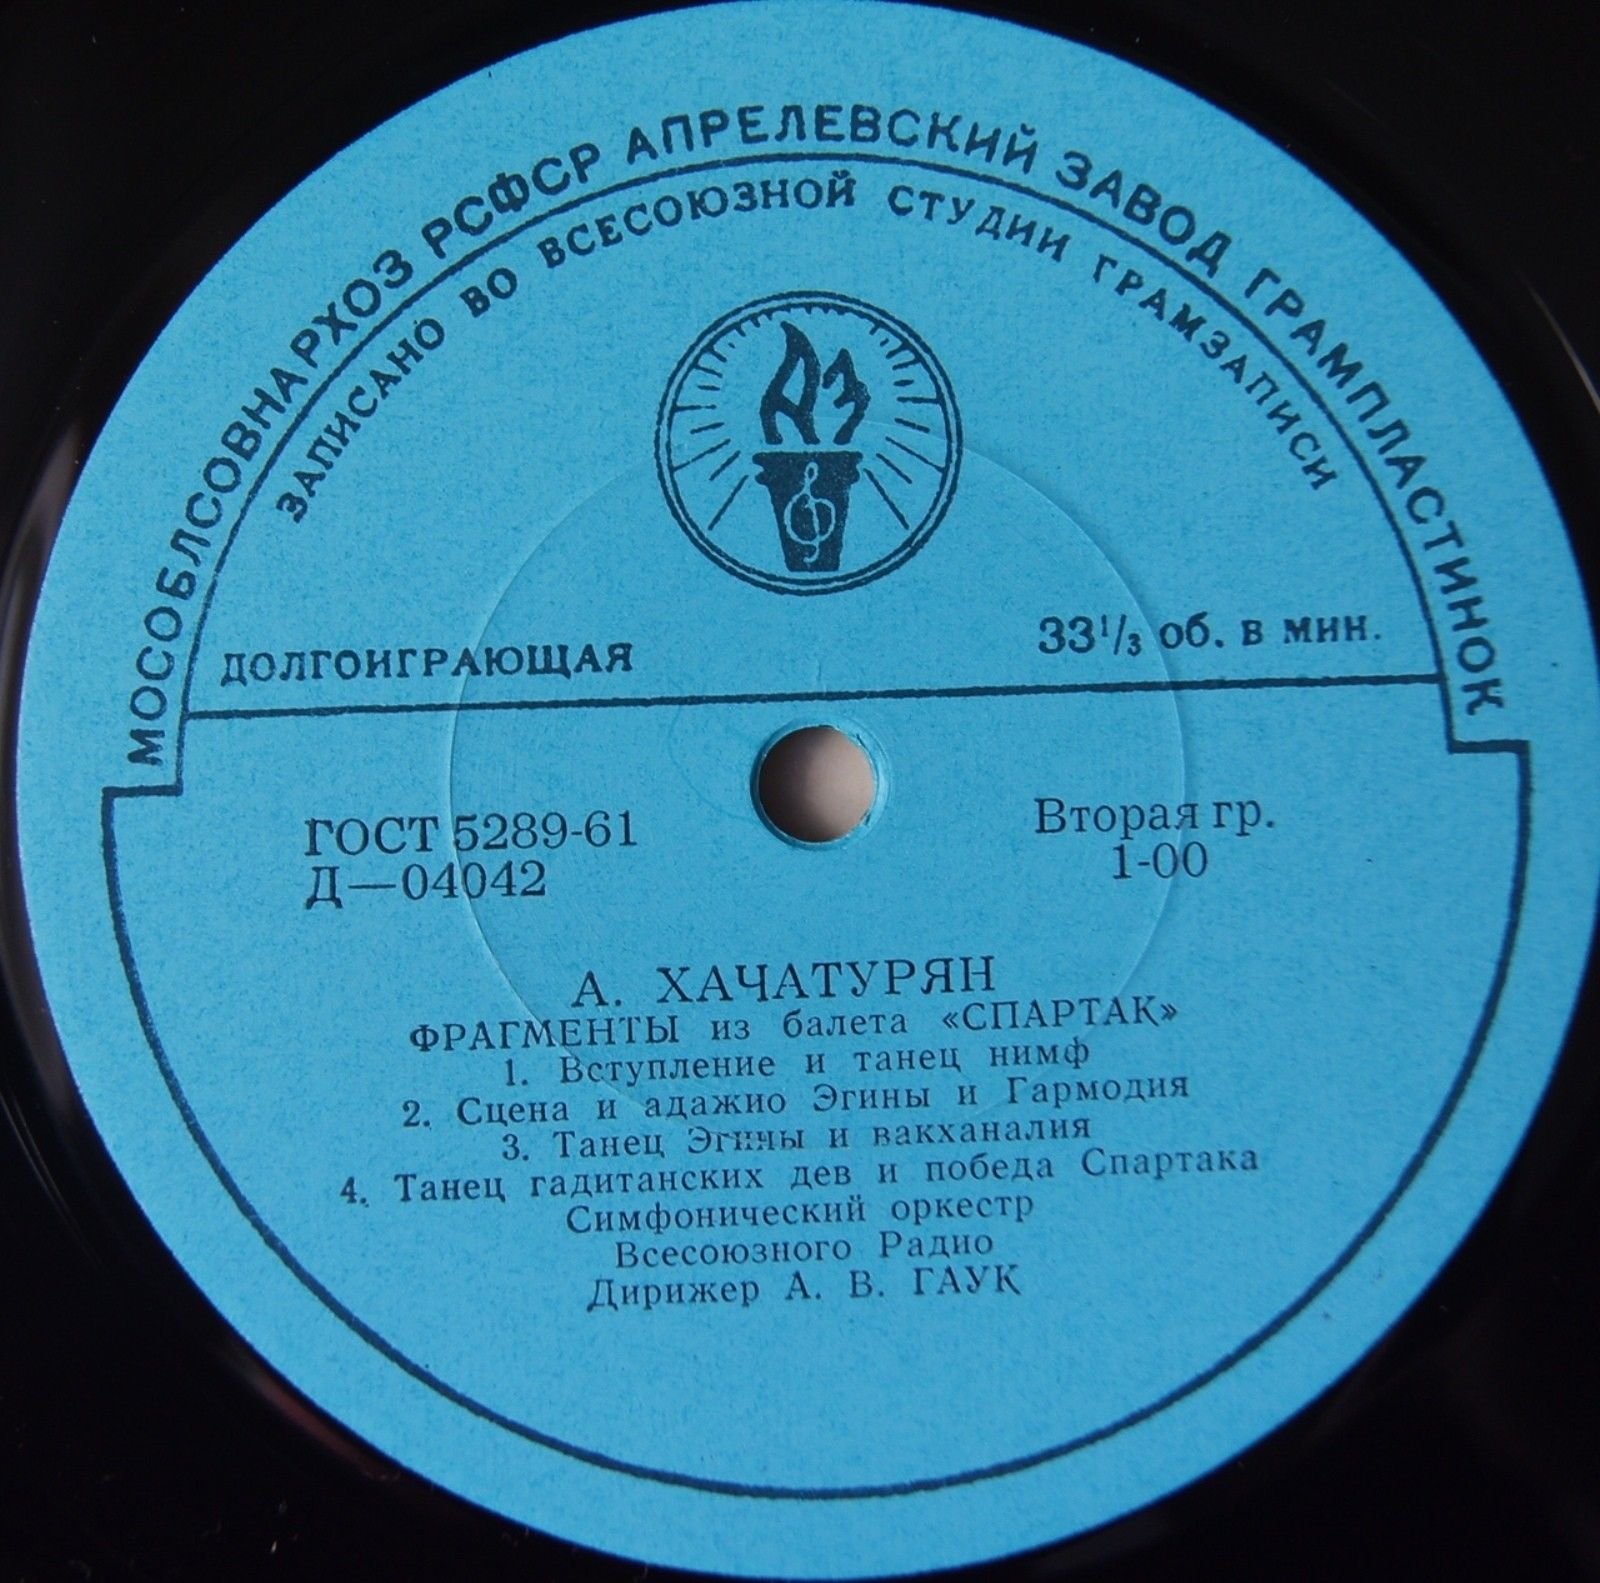 МОСОБЛСОВНАРХОЗ РСФСР АПРЕЛЕВСКИЙ ЗАВОД ГРАМПЛАСТИНОК
ЗАПИСАНО ВО ВСЕСОЮЗНОЙ СТУДИИ ГРАМЗАПИСИ
АЗ
ДОЛГОИГРАЮЩАЯ
33 1/3 об. в мин.
ГОСТ 5289-61
Д—04042
Вторая гр.
1-00
А. ХАЧАТУРЯН
ФРАГМЕНТЫ из балета «СПАРТАК»
1. Вступление и танец нимф
2. Сцена и адажио Эгины и Гармодия
3. Танец Эгины и вакханалия
4. Танец гадитанских дев и победа Спартака
Симфонический оркестр
Всесоюзного Радио
Дирижер А. В. ГАУК